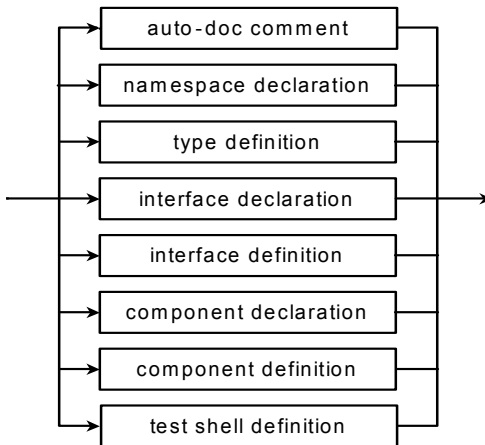 auto-doc comment
namespace declaration
type definition
interface declaration
interface definition
component declaration
component definition
test shell definition